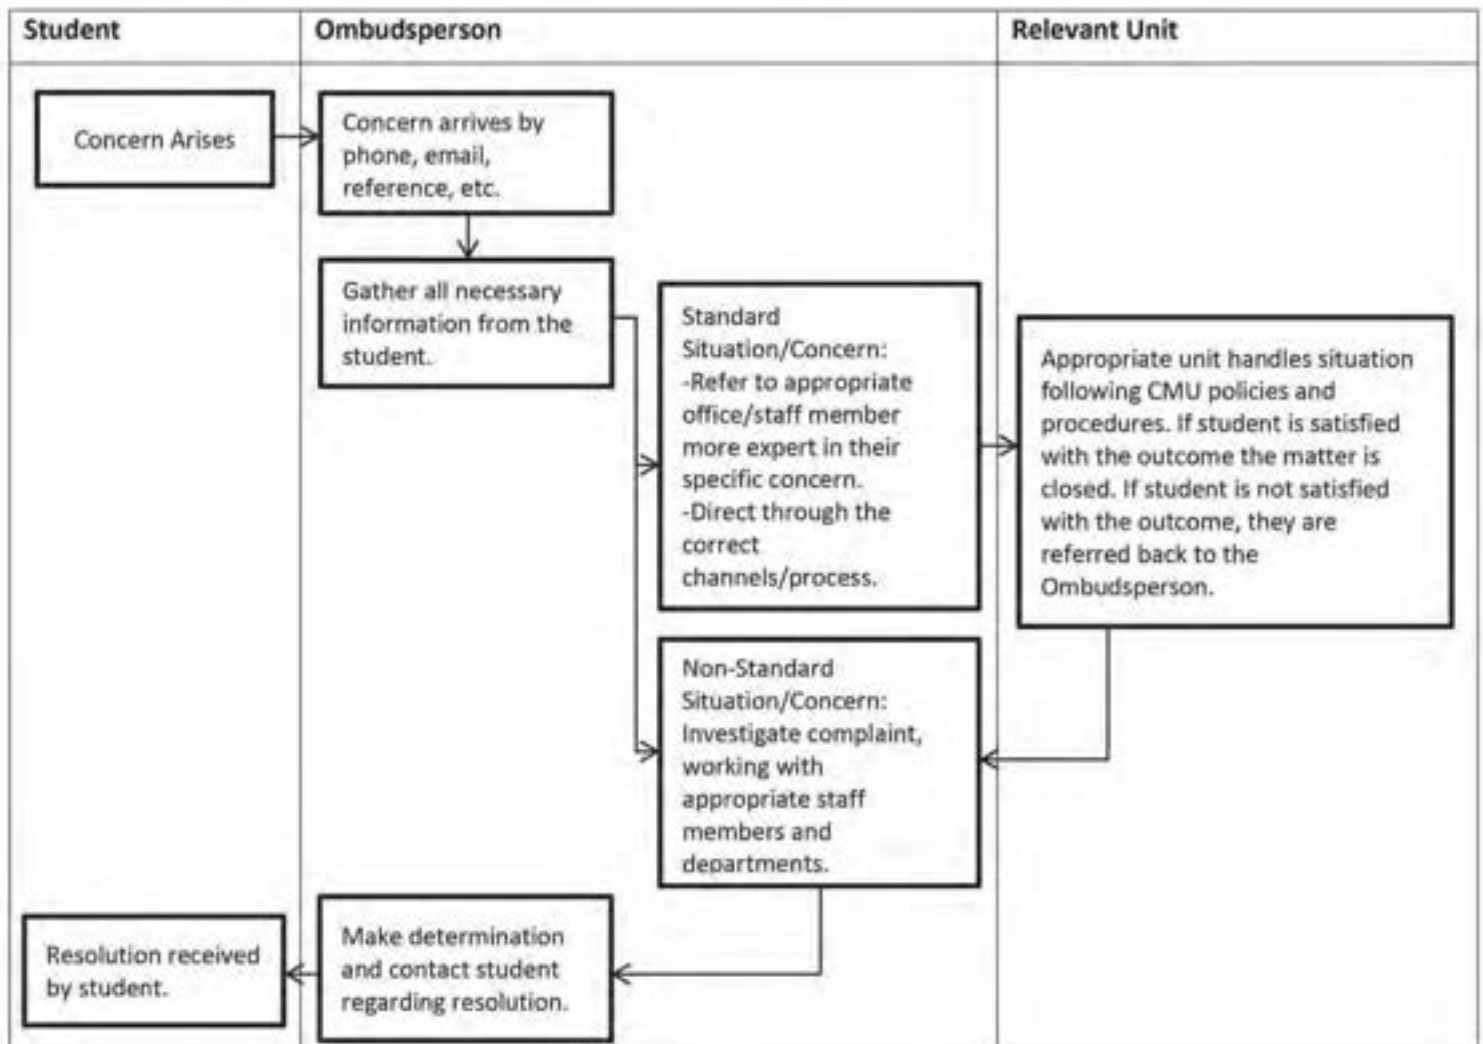 Student
Ombudsperson
Relevant Unit
Concern Arises
Concern arrives by
phone, email,
reference, etc.
Gather all necessary
information from the
student.
Standard
Situation/Concern:
-Refer to appropriate
office/staff member
more expert in their
specific concern.
-Direct through the
correct
channels/process.
Appropriate unit handles situation
following CMU policies and
procedures. If student is satisfied
with the outcome the matter is
closed. If student is not satisfied
with the outcome, they are
referred back to the
Ombudsperson.
Non-Standard
Situation/Concern:
Investigate complaint,
working with
appropriate staff
members and
departments.
Make determination
and contact student
regarding resolution.
Resolution received
by student.